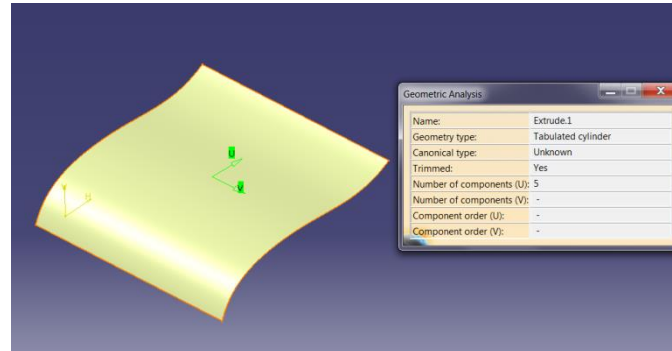 Geometric Analysis
Name: Extrude.1
Geometry type: Tabulated cylinder
Canonical type: Unknown
Trimmed: Yes
Number of components (U): 5
Number of components (V): -
Component order (U): -
Component order (V): -
U
V
V
H